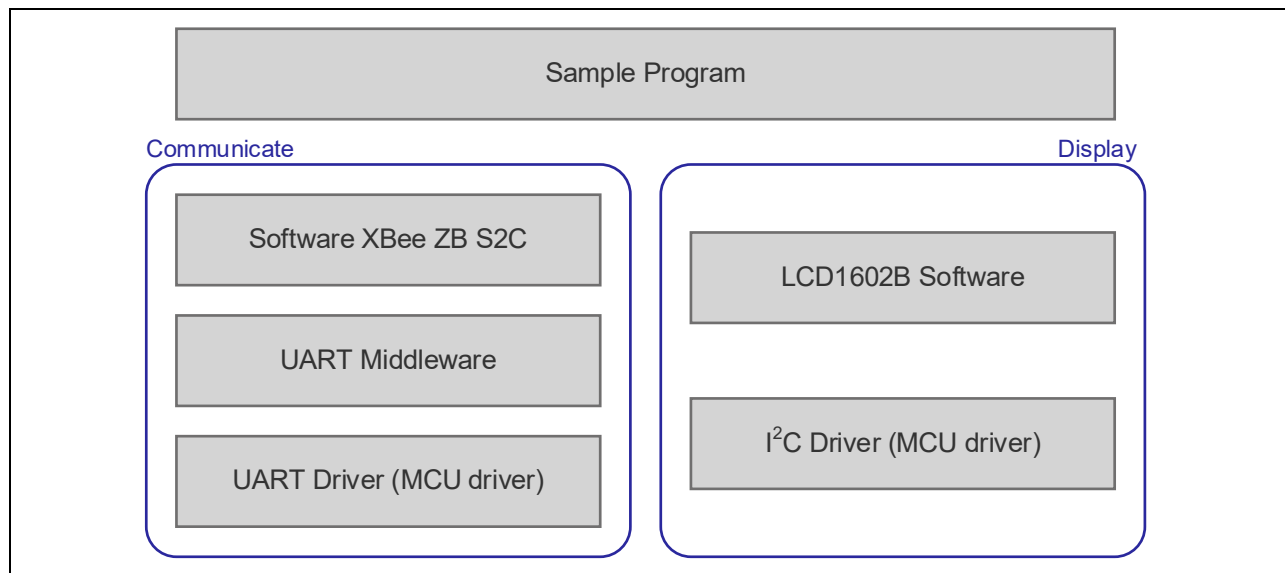 Sample Program
Communicate
Display
Software XBee ZB S2C
UART Middleware
UART Driver (MCU driver)
LCD1602B Software
I²C Driver (MCU driver)